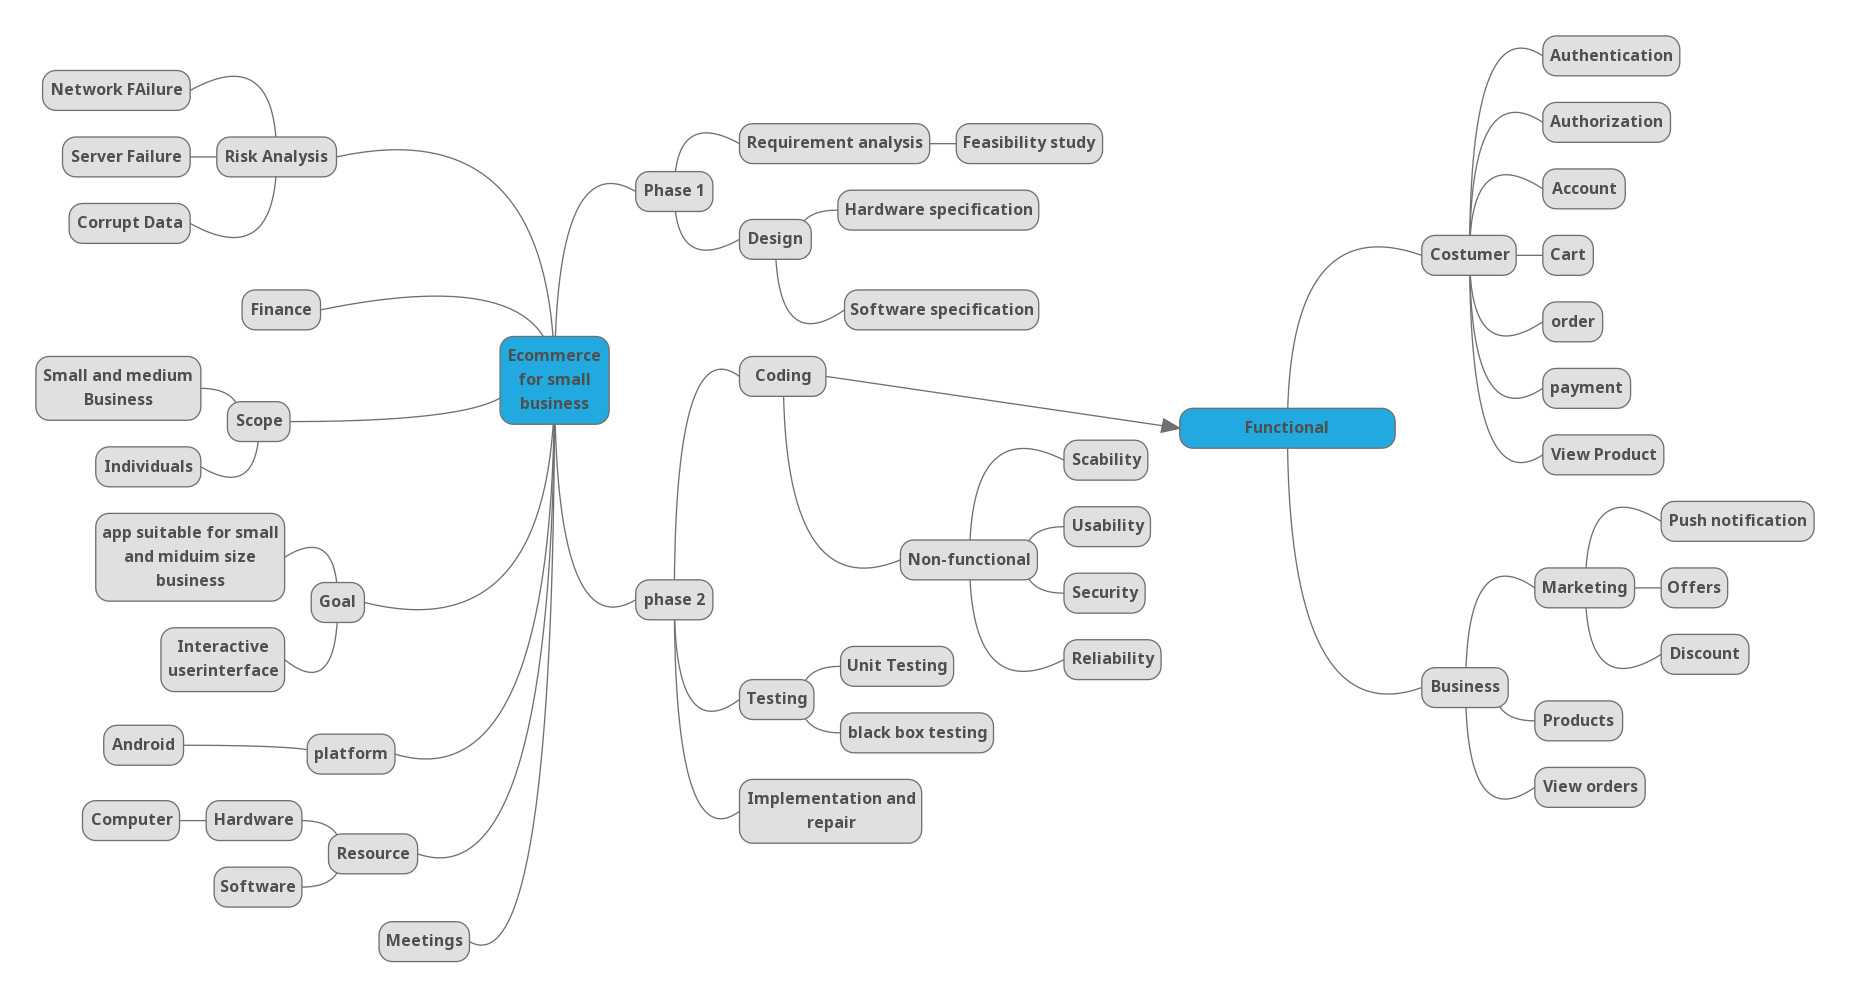 Network FAilure
Server Failure
Risk Analysis
Corrupt Data
Finance
Small and medium
Business
Scope
Individuals
app suitable for small
and miduim size
business
Goal
Interactive
userinterface
Android
platform
Computer
Hardware
Resource
Software
Meetings
Ecommerce
for small
business
Phase 1
Requirement analysis
Feasibility study
Design
Hardware specification
Software specification
phase 2
Coding
Non-functional
Scability
Usability
Security
Reliability
Testing
Unit Testing
black box testing
Implementation and
repair
Functional
Costumer
Authentication
Authorization
Account
Cart
order
payment
View Product
Business
Marketing
Push notification
Offers
Discount
Products
View orders